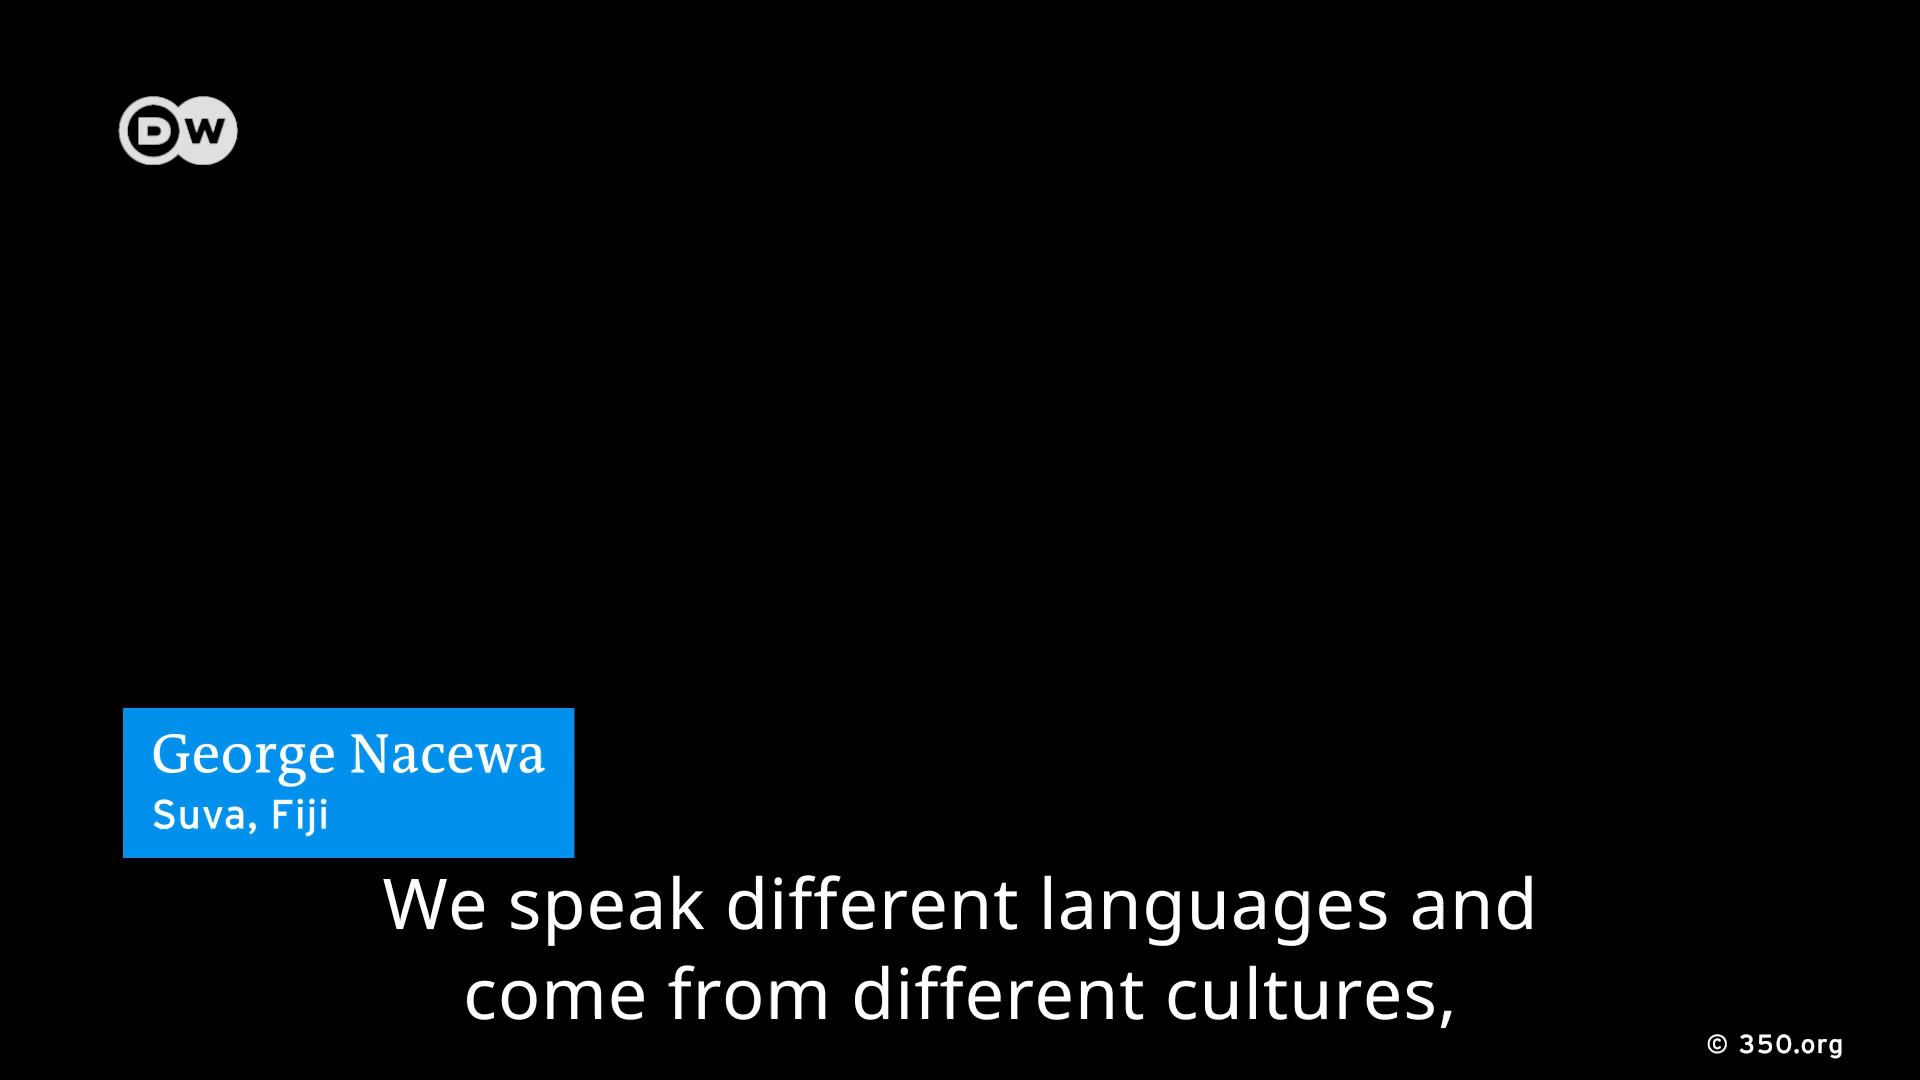 DW
George Nacewa
Suva, Fiji
We speak different languages and
come from different cultures,
© 350.org